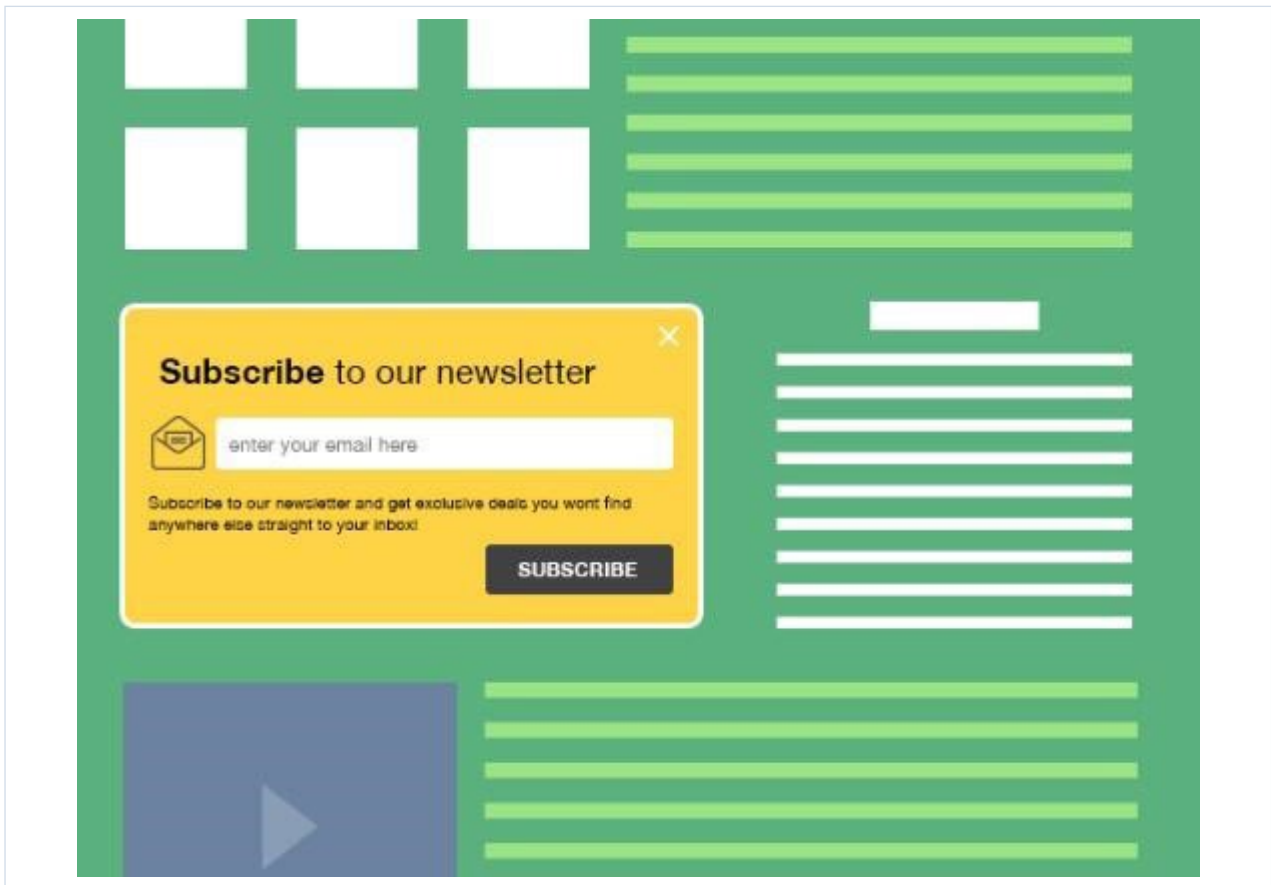 Subscribe to our newsletter
enter your email here
Subscribe to our newsletter and get exclusive deals you wont find
anywhere else straight to your inbox!
SUBSCRIBE